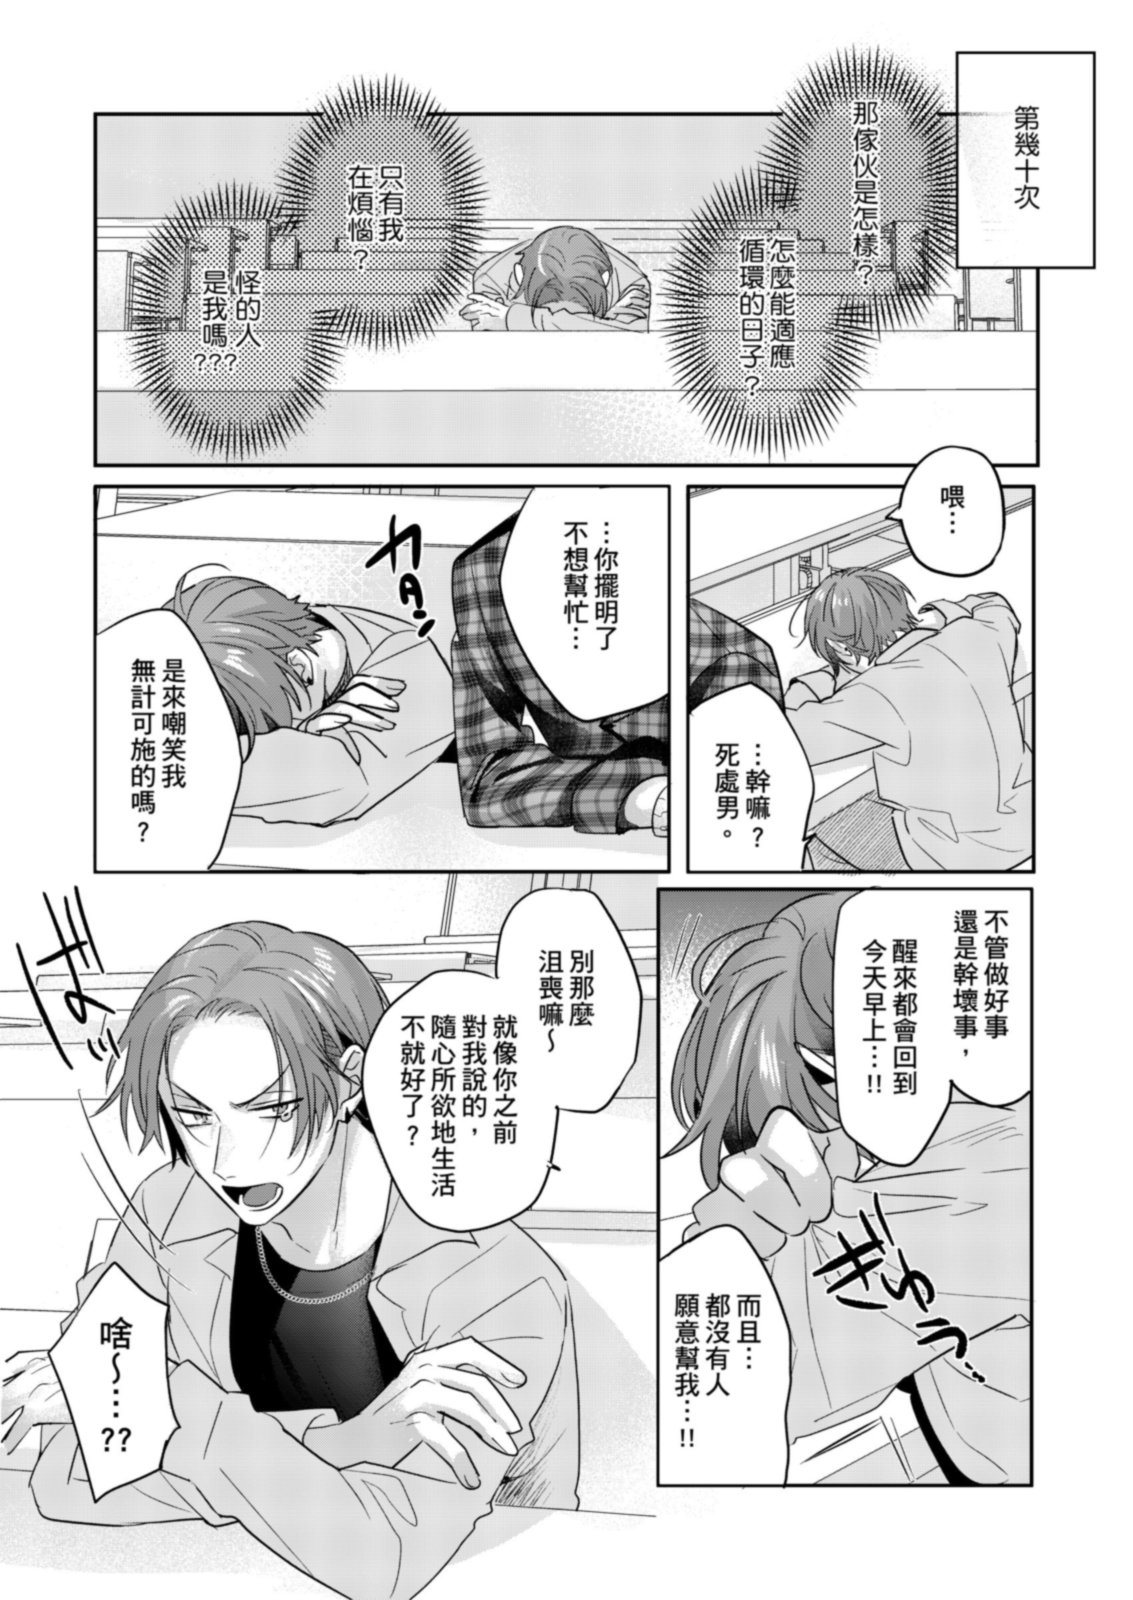 第幾十次
那傢伙是怎樣？
怎麼能適應
循環的日子？
只有我
在煩惱？
怪的人
是我嗎
???
喂…
…幹嘛？
死處男。
…你擺明了
不想幫忙…
是來嘲笑我
無計可施的嗎？
不管做好事
還是幹壞事，
醒來都會回到
今天早上…!!
ぎゅう…
而且…
都沒有人
願意幫我…!!
別那麼
沮喪嘛～
就像你之前
對我說的，
隨心所欲地生活
不就好了？
ばっ
啥～…??